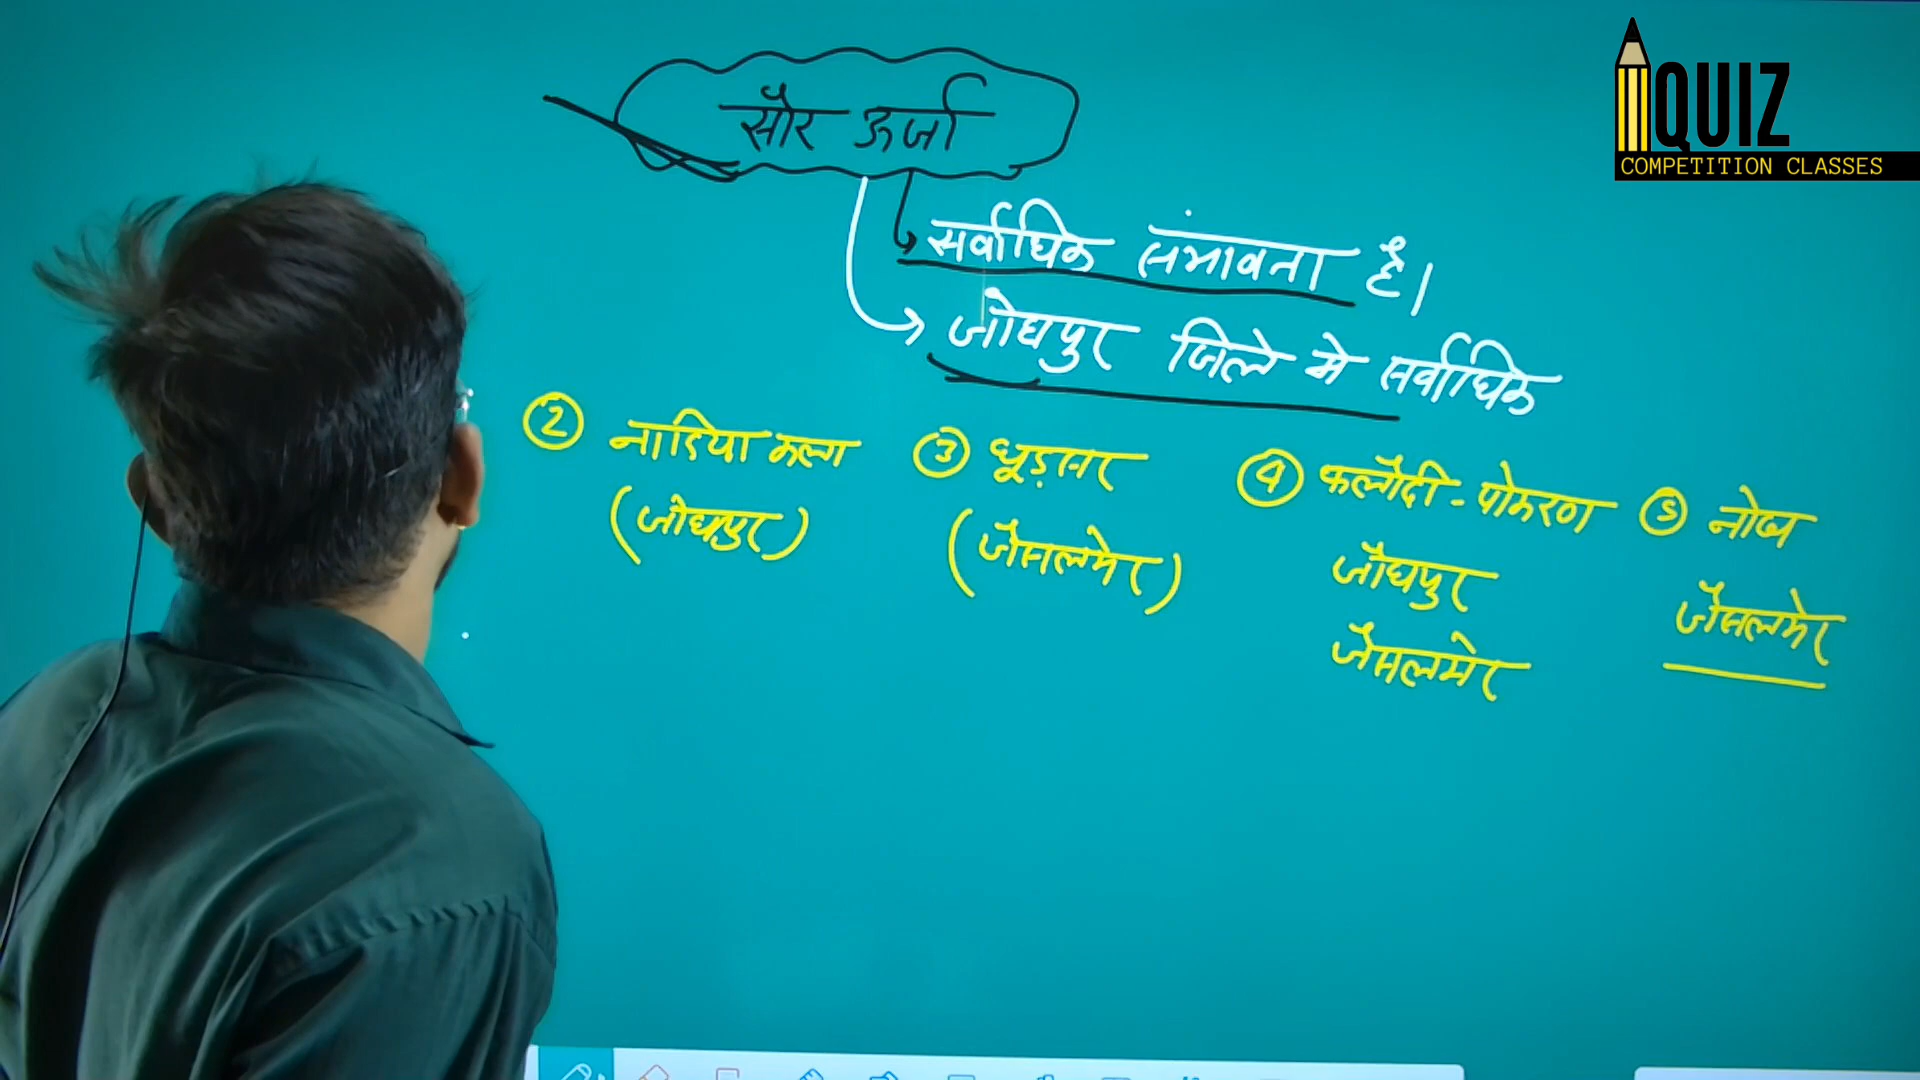 QUIZ
COMPETITION CLASSES
सौर ऊर्जा
सर्वाधिक संभावना है।
जोधपुर जिले मे सर्वाधिक
② नाडिया कल्ला ③ धूड़सर ④ फलौदी - पोकरण ⑤ नोख
(जोधपुर) (जैसलमेर) जोधपुर जैसलमेर
जैसलमेर